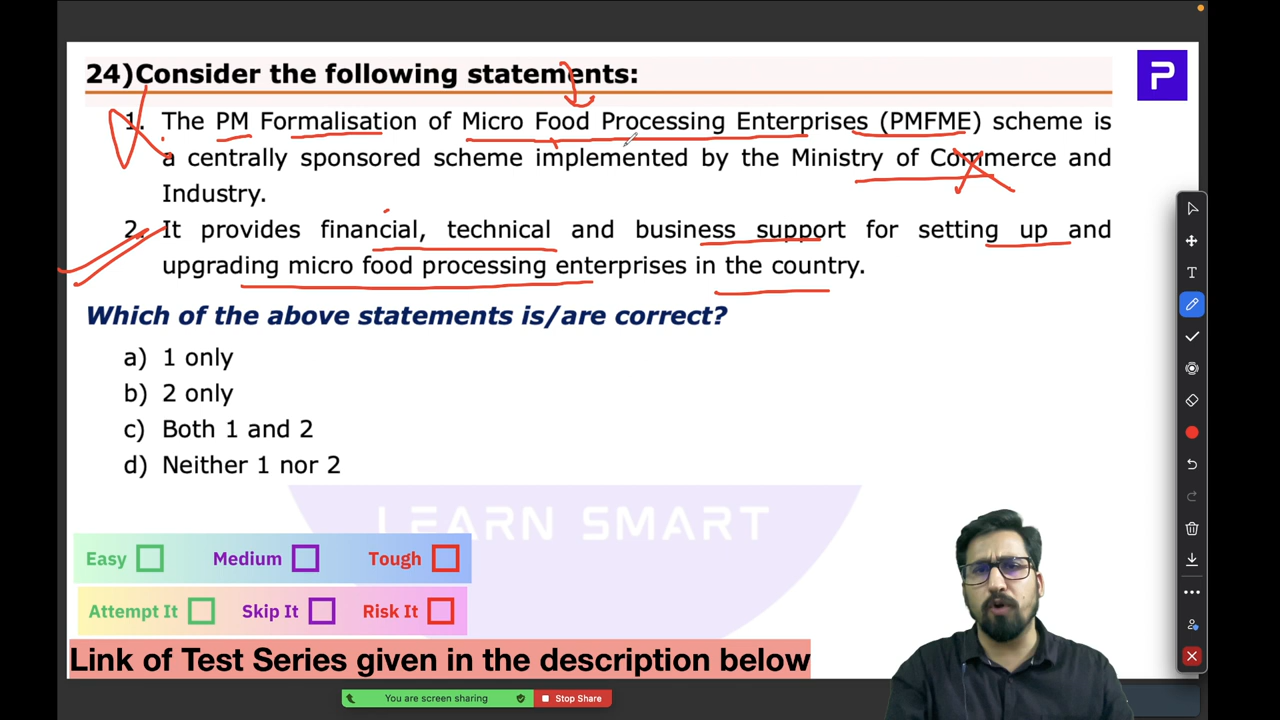 24)Consider the following statements:
P
1. The PM Formalisation of Micro Food Processing Enterprises (PMFME) scheme is
a centrally sponsored scheme implemented by the Ministry of Commerce and
Industry.
2. It provides financial, technical and business support for setting up and
upgrading micro food processing enterprises in the country.
Which of the above statements is/are correct?
a) 1 only
b) 2 only
c) Both 1 and 2
d) Neither 1 nor 2
LEARN SMART
Easy Medium Tough
Attempt It Skip It Risk It
Link of Test Series given in the description below
You are screen sharing Stop Share
T